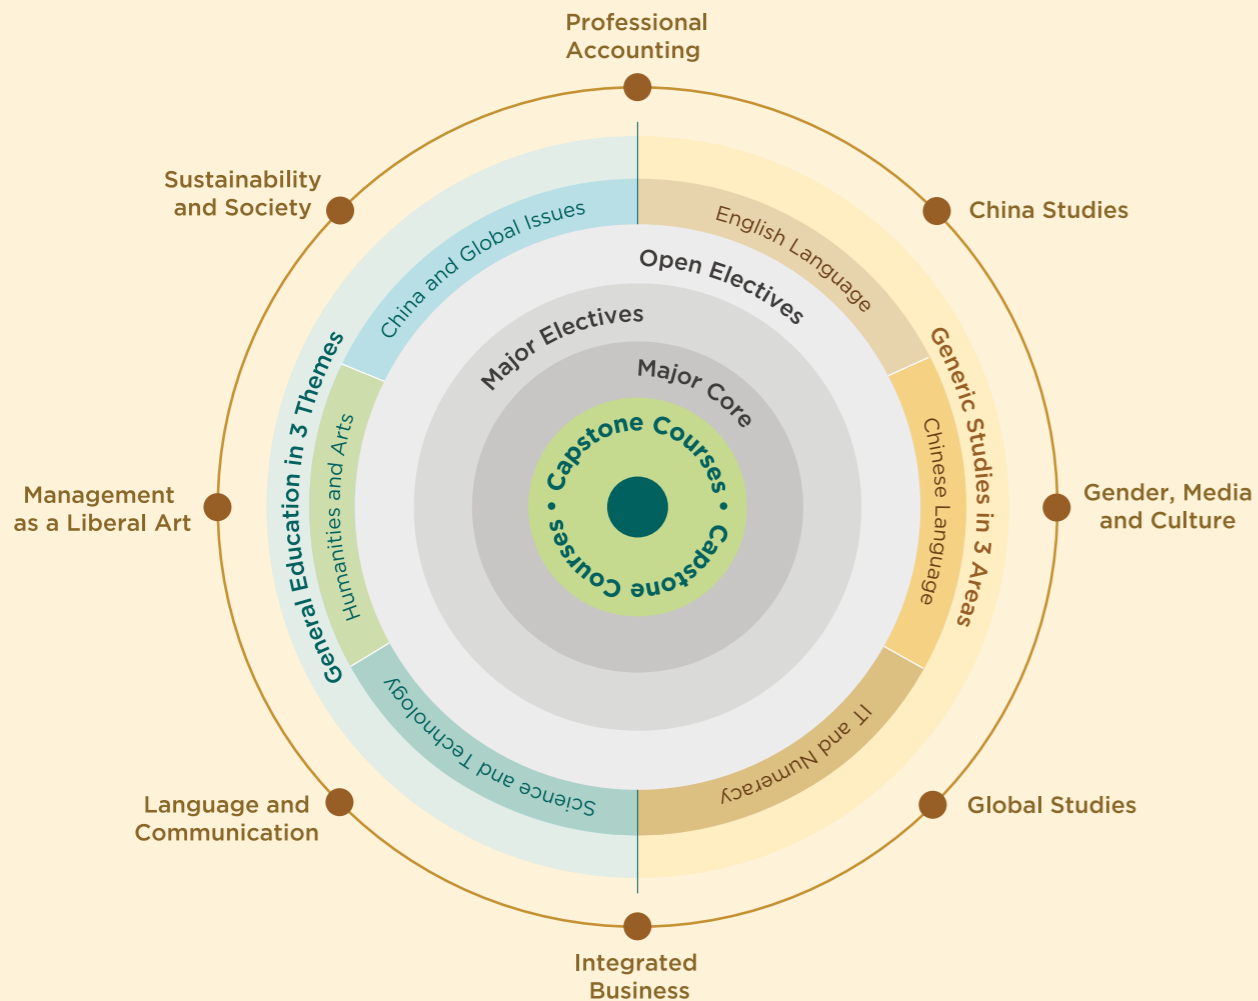 Professional
Accounting
Sustainability
and Society
China Studies
China and Global Issues
English Language
Open Electives
Major Electives
Major Core
General Education in 3 Themes
Generic Studies in 3 Areas
Humanities and Arts
Chinese Language
• Capstone Courses • Capstone Courses
Management
as a Liberal Art
Gender, Media
and Culture
Science and Technology
IT and Numeracy
Language and
Communication
Global Studies
Integrated
Business